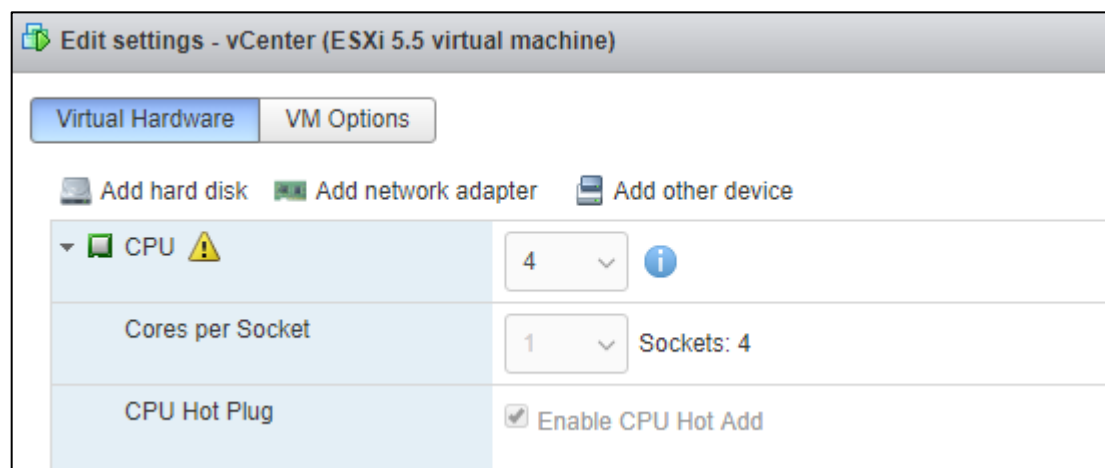 Edit settings - vCenter (ESXi 5.5 virtual machine)
Virtual Hardware VM Options
Add hard disk Add network adapter Add other device
CPU 4
Cores per Socket 1 Sockets: 4
CPU Hot Plug Enable CPU Hot Add